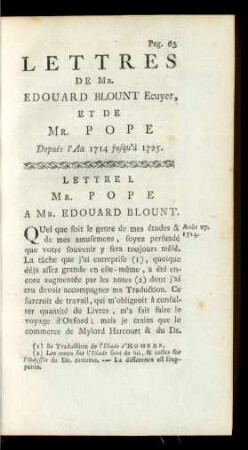 Pag. 63
LETTRES
DE MR.
EDOUARD BLOUNT Ecuyer,
ET DE
MR. POPE
Depuis l'An 1714 jusqu'à 1725.
LETTRE I.
MR. POPE
A MR. EDOUARD BLOUNT.
QUel que soit le genre de mes études & Août 27.
de mes amusemens, soyez persuadé 1714.
que votre souvenir y sera toujours mêlé.
La tâche que j'ai entreprise (1), quoique
déja assez grande en elle-même, a été en-
core augmentée par les notes (2) dont j'ai
cru devoir accompagner ma Traduction. Ce
surcroît de travail, qui m'obligeoit à consul-
ter quantité de Livres, m'a fait faire le
voyage d'Oxford; mais je crains que le
commerce de Mylord Harcourt & du Dr.
(1) Sa Traduction de l'Iliade d'HOMERE.
(2) Les notes sur l'Iliade sont de lui, & celles sur
l'Odyssée du Dr. — La différence est